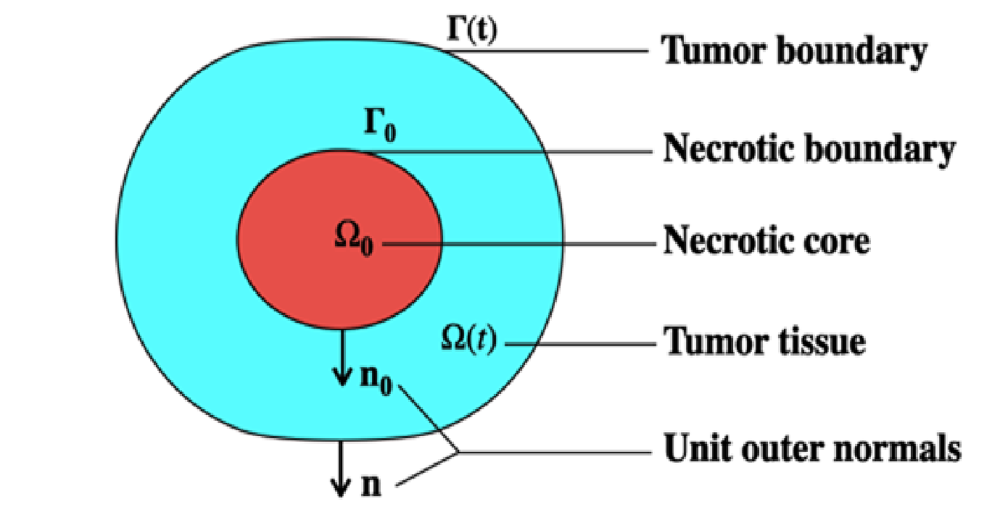 Γ(t)
Tumor boundary
Γ₀
Necrotic boundary
Ω₀
Necrotic core
Ω(t)
Tumor tissue
n₀
Unit outer normals
n